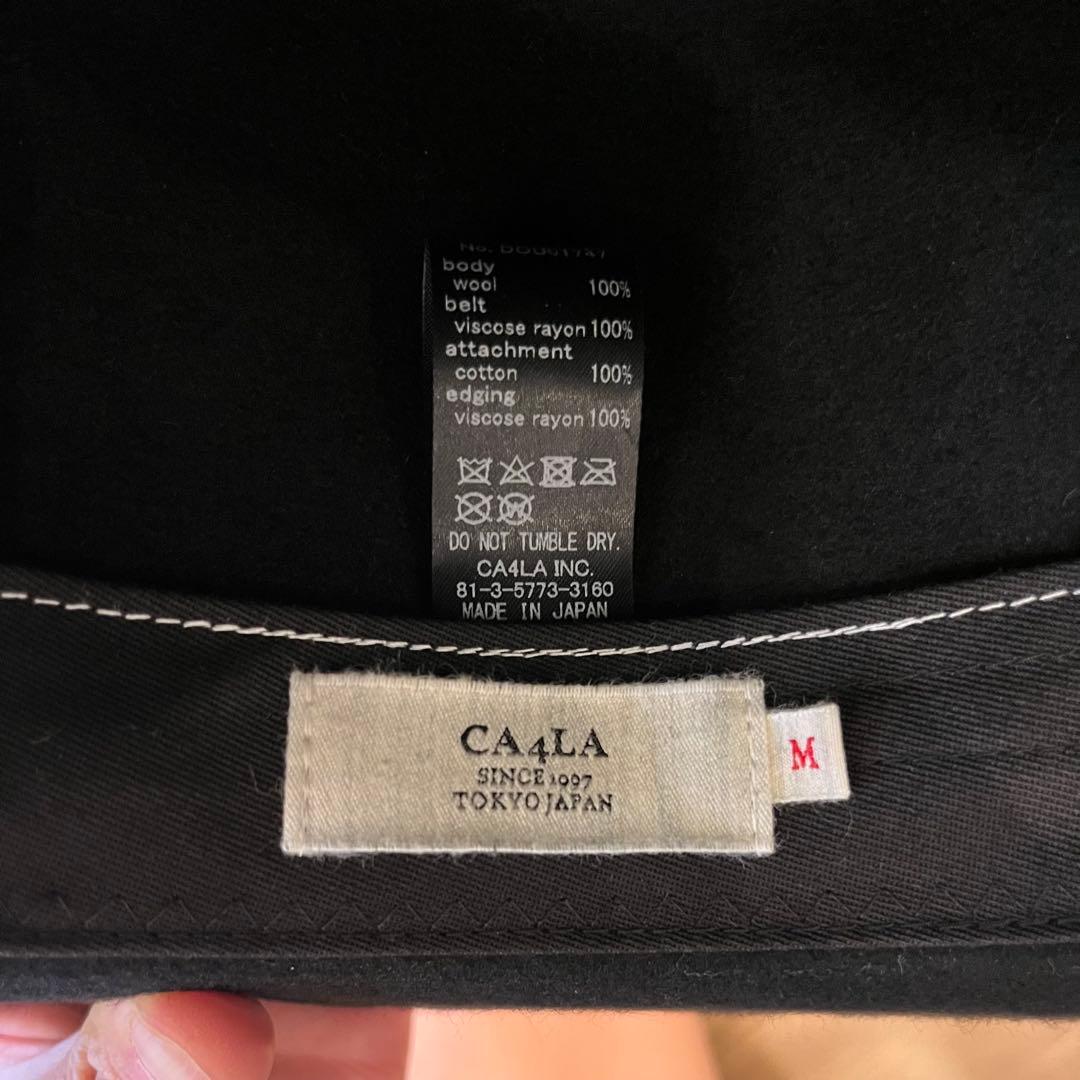 No.
body
wool 100%
belt
viscose rayon 100%
attachment
cotton 100%
edging
viscose rayon 100%
W
DO NOT TUMBLE DRY.
CA4LA INC.
81-3-5773-3160
MADE IN JAPAN
CA4LA
SINCE 1997
TOKYO JAPAN
M